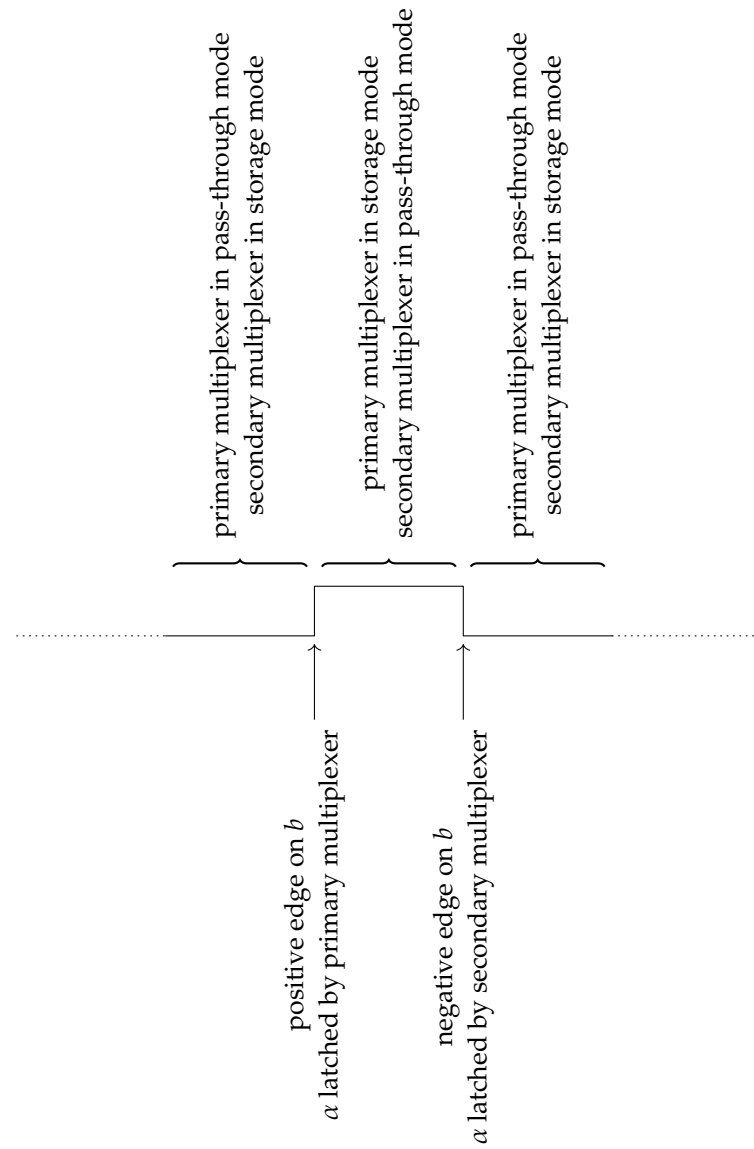 primary multiplexer in pass-through mode
secondary multiplexer in storage mode
primary multiplexer in storage mode
secondary multiplexer in pass-through mode
primary multiplexer in pass-through mode
secondary multiplexer in storage mode
positive edge on b
α latched by primary multiplexer
negative edge on b
α latched by secondary multiplexer